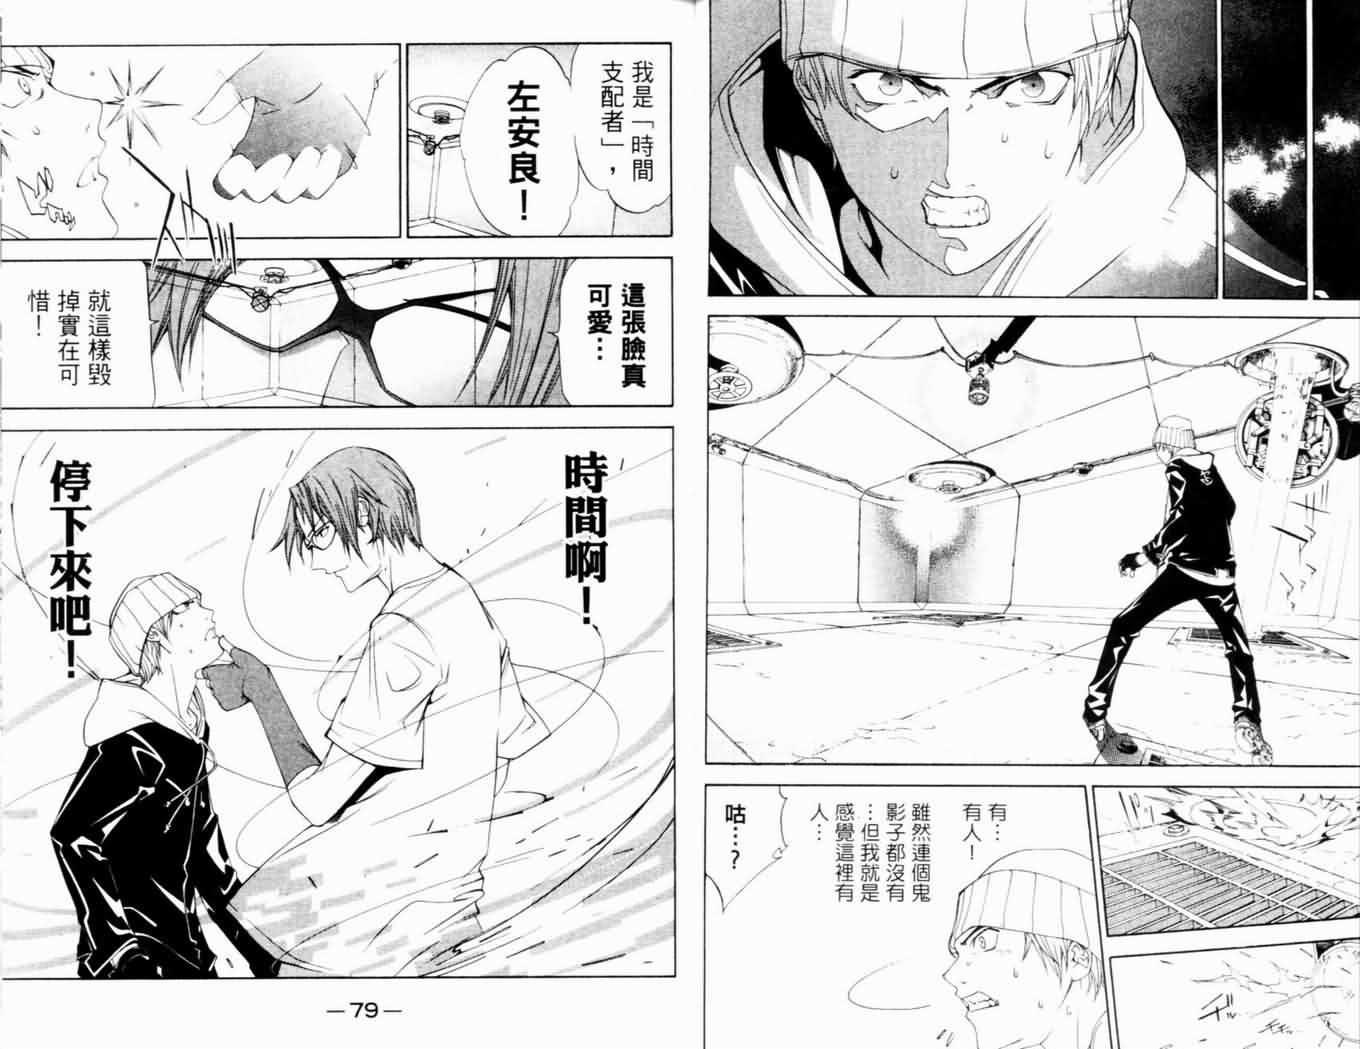 有…
有人！
雖然連個鬼
影子都沒有
…但我就是
感覺這裡有
人…
咕…？
我是「時間
支配者」，
左安良！
這張臉真
可愛…
就這樣毀
掉實在可
惜！
時間啊！
停下來吧！
—79—